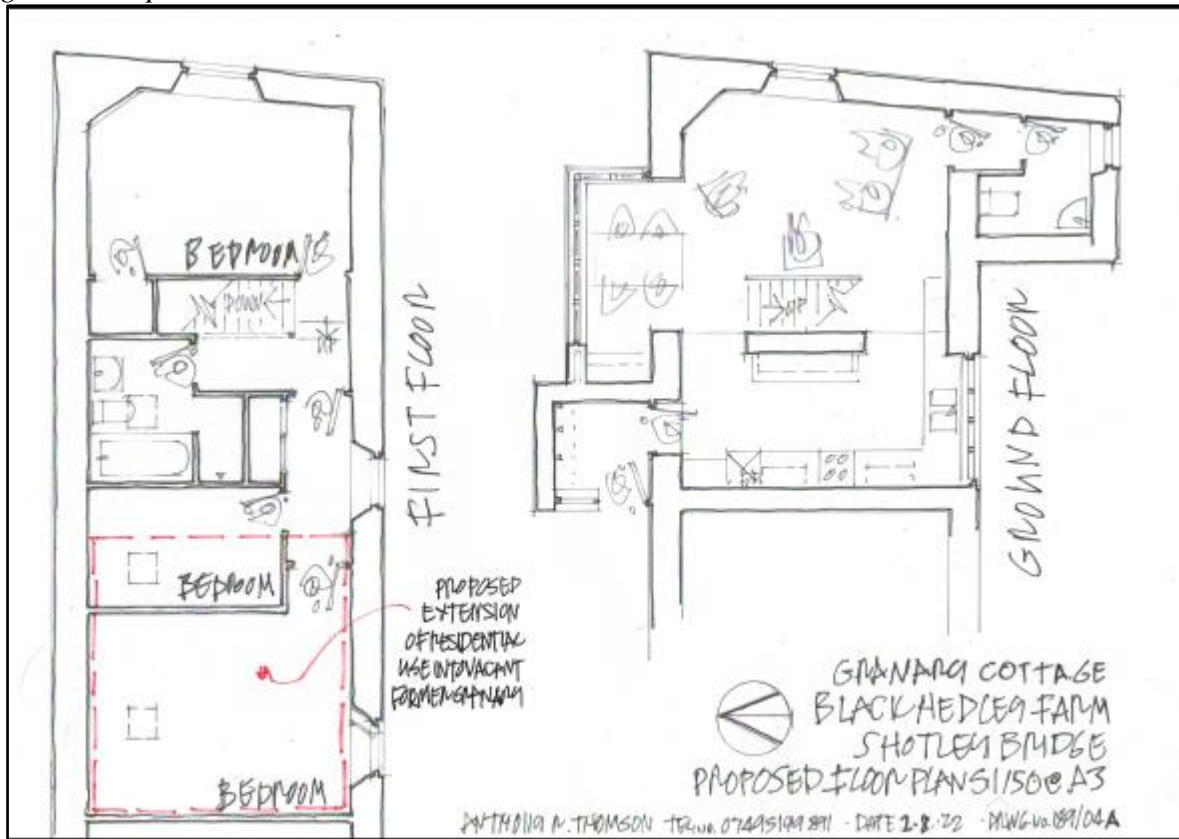 BEDROOM
DOWN
FIRST FLOOR
BEDROOM
BEDROOM
PROPOSED
EXTENSION
OF RESIDENTIAL
USE INTO VACANT
FORMER GRANARY
UP
GROUND FLOOR
GRANARY COTTAGE
BLACKHEDLEY FARM
SHOTLEY BRIDGE
PROPOSED FLOOR PLANS 1/150@A3
ANTHONY N. THOMSON TEL. NO. 07495199891 · DATE 2·8·22 · DRWG NO. 189/04A